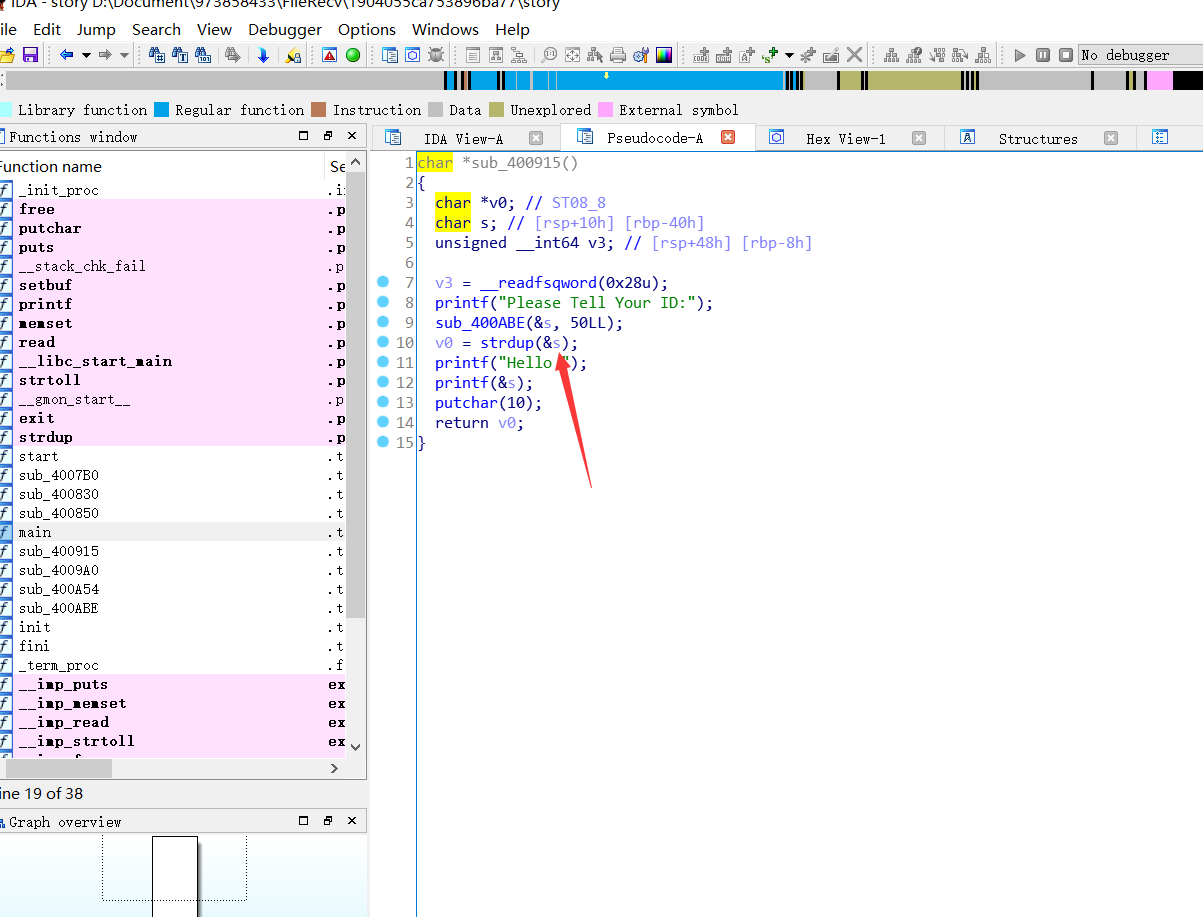 IDA - story D:\Document\973858433\FileRecv\1904055ca753896ba77\story
ile Edit Jump Search View Debugger Options Windows Help
No debugger
Library function Regular function Instruction Data Unexplored External symbol
Functions window
IDA View-A Pseudocode-A Hex View-1 Structures
Function name Se
_init_proc .i
free .p
putchar .p
puts .p
__stack_chk_fail .p
setbuf .p
printf .p
memset .p
read .p
__libc_start_main .p
strtoll .p
__gmon_start__ .p
exit .p
strdup .p
start .t
sub_4007B0 .t
sub_400830 .t
sub_400850 .t
main .t
sub_400915 .t
sub_4009A0 .t
sub_400A54 .t
sub_400ABE .t
init .t
fini .t
_term_proc .f
__imp_puts ex
__imp_memset ex
__imp_read ex
__imp_strtoll ex
ine 19 of 38
Graph overview
1 char *sub_400915()
2 {
3 char *v0; // ST08_8
4 char s; // [rsp+10h] [rbp-40h]
5 unsigned __int64 v3; // [rsp+48h] [rbp-8h]
6
7 v3 = __readfsqword(0x28u);
8 printf("Please Tell Your ID:");
9 sub_400ABE(&s, 50LL);
10 v0 = strdup(&s);
11 printf("Hello ");
12 printf(&s);
13 putchar(10);
14 return v0;
15 }